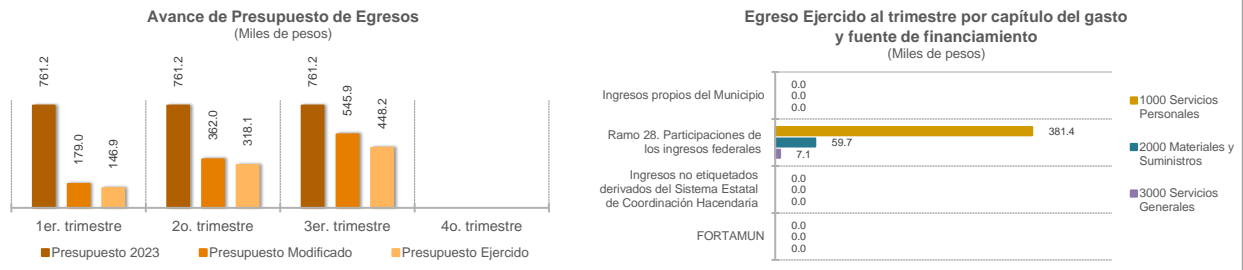 Avance de Presupuesto de Egresos
(Miles de pesos)
761.2
179.0
146.9
761.2
362.0
318.1
761.2
545.9
448.2
1er. trimestre
2o. trimestre
3er. trimestre
4o. trimestre
Presupuesto 2023
Presupuesto Modificado
Presupuesto Ejercido
Egreso Ejercido al trimestre por capítulo del gasto
y fuente de financiamiento
(Miles de pesos)
Ingresos propios del Municipio
0.0
0.0
0.0
Ramo 28. Participaciones de
los ingresos federales
381.4
59.7
7.1
Ingresos no etiquetados
derivados del Sistema Estatal
de Coordinación Hacendaria
0.0
0.0
0.0
FORTAMUN
0.0
0.0
0.0
1000 Servicios
Personales
2000 Materiales y
Suministros
3000 Servicios
Generales